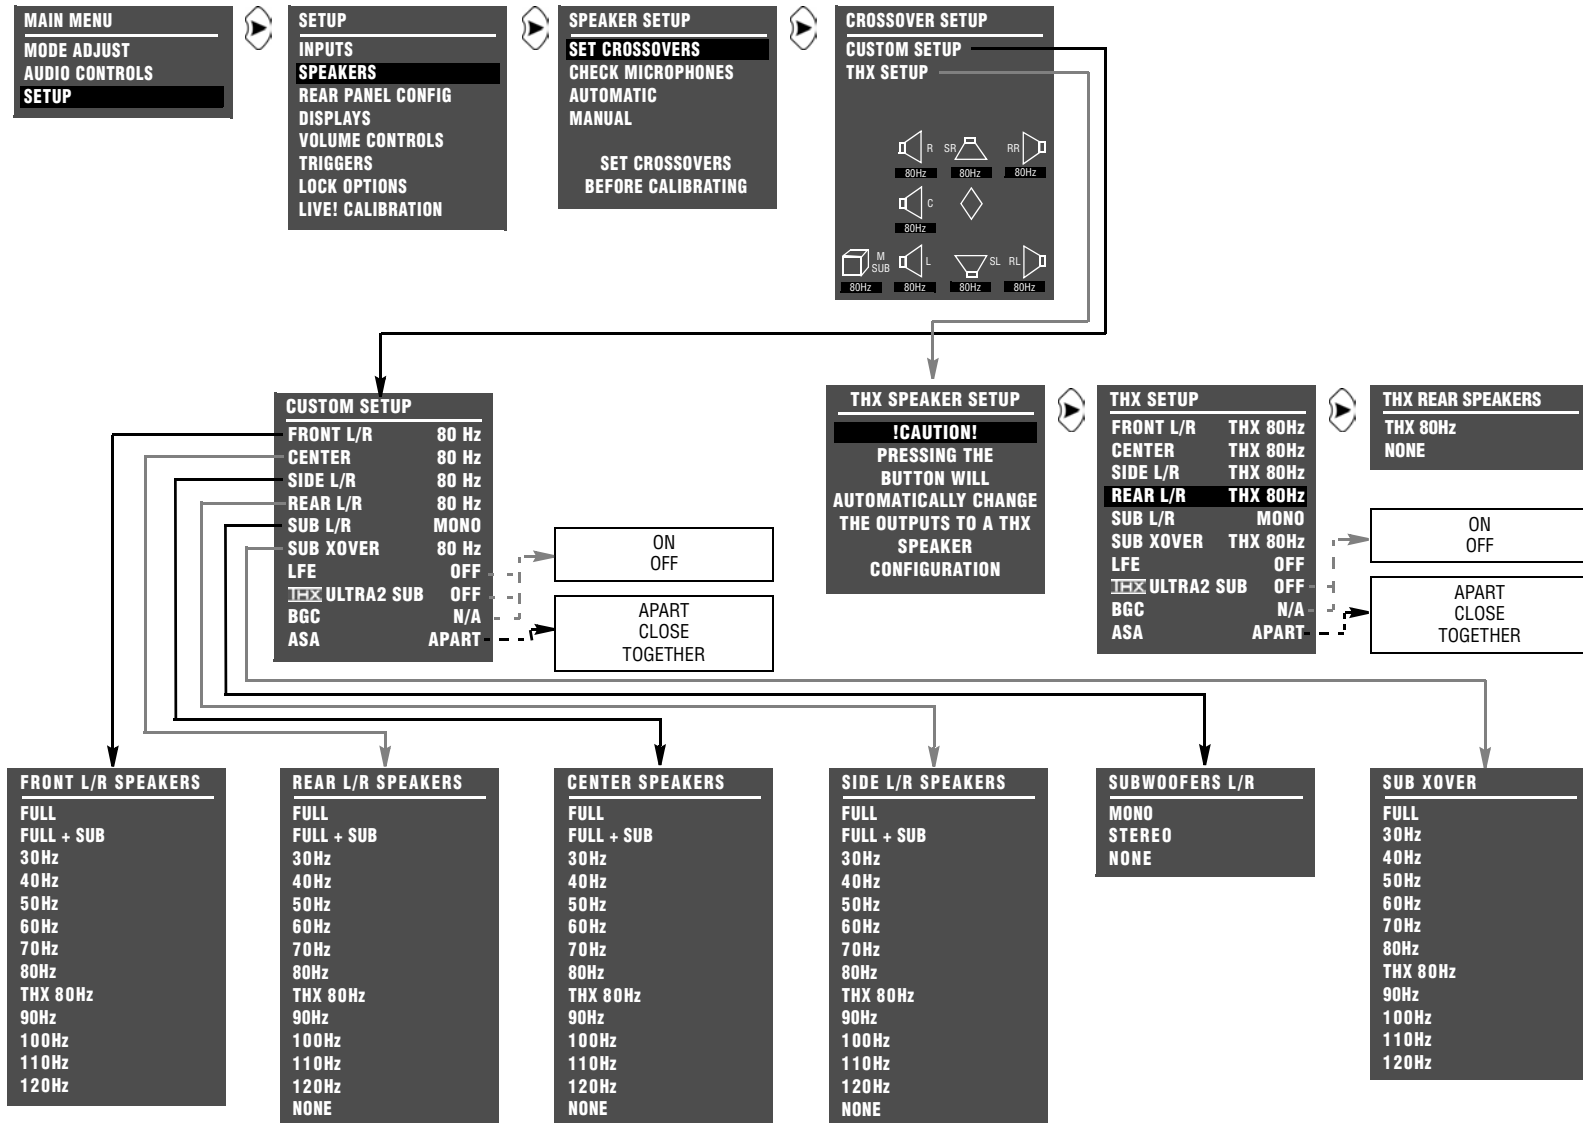 MAIN MENU
MODE ADJUST
AUDIO CONTROLS
SETUP
SETUP
INPUTS
SPEAKERS
REAR PANEL CONFIG
DISPLAYS
VOLUME CONTROLS
TRIGGERS
LOCK OPTIONS
LIVE! CALIBRATION
SPEAKER SETUP
SET CROSSOVERS
CHECK MICROPHONES
AUTOMATIC
MANUAL
SET CROSSOVERS
BEFORE CALIBRATING
CROSSOVER SETUP
CUSTOM SETUP
THX SETUP
R SR RR
80Hz 80Hz 80Hz
C
80Hz
M
SUB L SL RL
80Hz 80Hz 80Hz 80Hz
CUSTOM SETUP
FRONT L/R 80 Hz
CENTER 80 Hz
SIDE L/R 80 Hz
REAR L/R 80 Hz
SUB L/R MONO
SUB XOVER 80 Hz
LFE OFF
THX ULTRA2 SUB OFF
BGC N/A
ASA APART
ON
OFF
APART
CLOSE
TOGETHER
THX SPEAKER SETUP
!CAUTION!
PRESSING THE
BUTTON WILL
AUTOMATICALLY CHANGE
THE OUTPUTS TO A THX
SPEAKER
CONFIGURATION
THX SETUP
FRONT L/R THX 80Hz
CENTER THX 80Hz
SIDE L/R THX 80Hz
REAR L/R THX 80Hz
SUB L/R MONO
SUB XOVER THX 80Hz
LFE OFF
THX ULTRA2 SUB OFF
BGC N/A
ASA APART
THX REAR SPEAKERS
THX 80Hz
NONE
ON
OFF
APART
CLOSE
TOGETHER
FRONT L/R SPEAKERS
FULL
FULL + SUB
30Hz
40Hz
50Hz
60Hz
70Hz
80Hz
THX 80Hz
90Hz
100Hz
110Hz
120Hz
REAR L/R SPEAKERS
FULL
FULL + SUB
30Hz
40Hz
50Hz
60Hz
70Hz
80Hz
THX 80Hz
90Hz
100Hz
110Hz
120Hz
NONE
CENTER SPEAKERS
FULL
FULL + SUB
30Hz
40Hz
50Hz
60Hz
70Hz
80Hz
THX 80Hz
90Hz
100Hz
110Hz
120Hz
NONE
SIDE L/R SPEAKERS
FULL
FULL + SUB
30Hz
40Hz
50Hz
60Hz
70Hz
80Hz
THX 80Hz
90Hz
100Hz
110Hz
120Hz
NONE
SUBWOOFERS L/R
MONO
STEREO
NONE
SUB XOVER
FULL
30Hz
40Hz
50Hz
60Hz
70Hz
80Hz
THX 80Hz
90Hz
100Hz
110Hz
120Hz